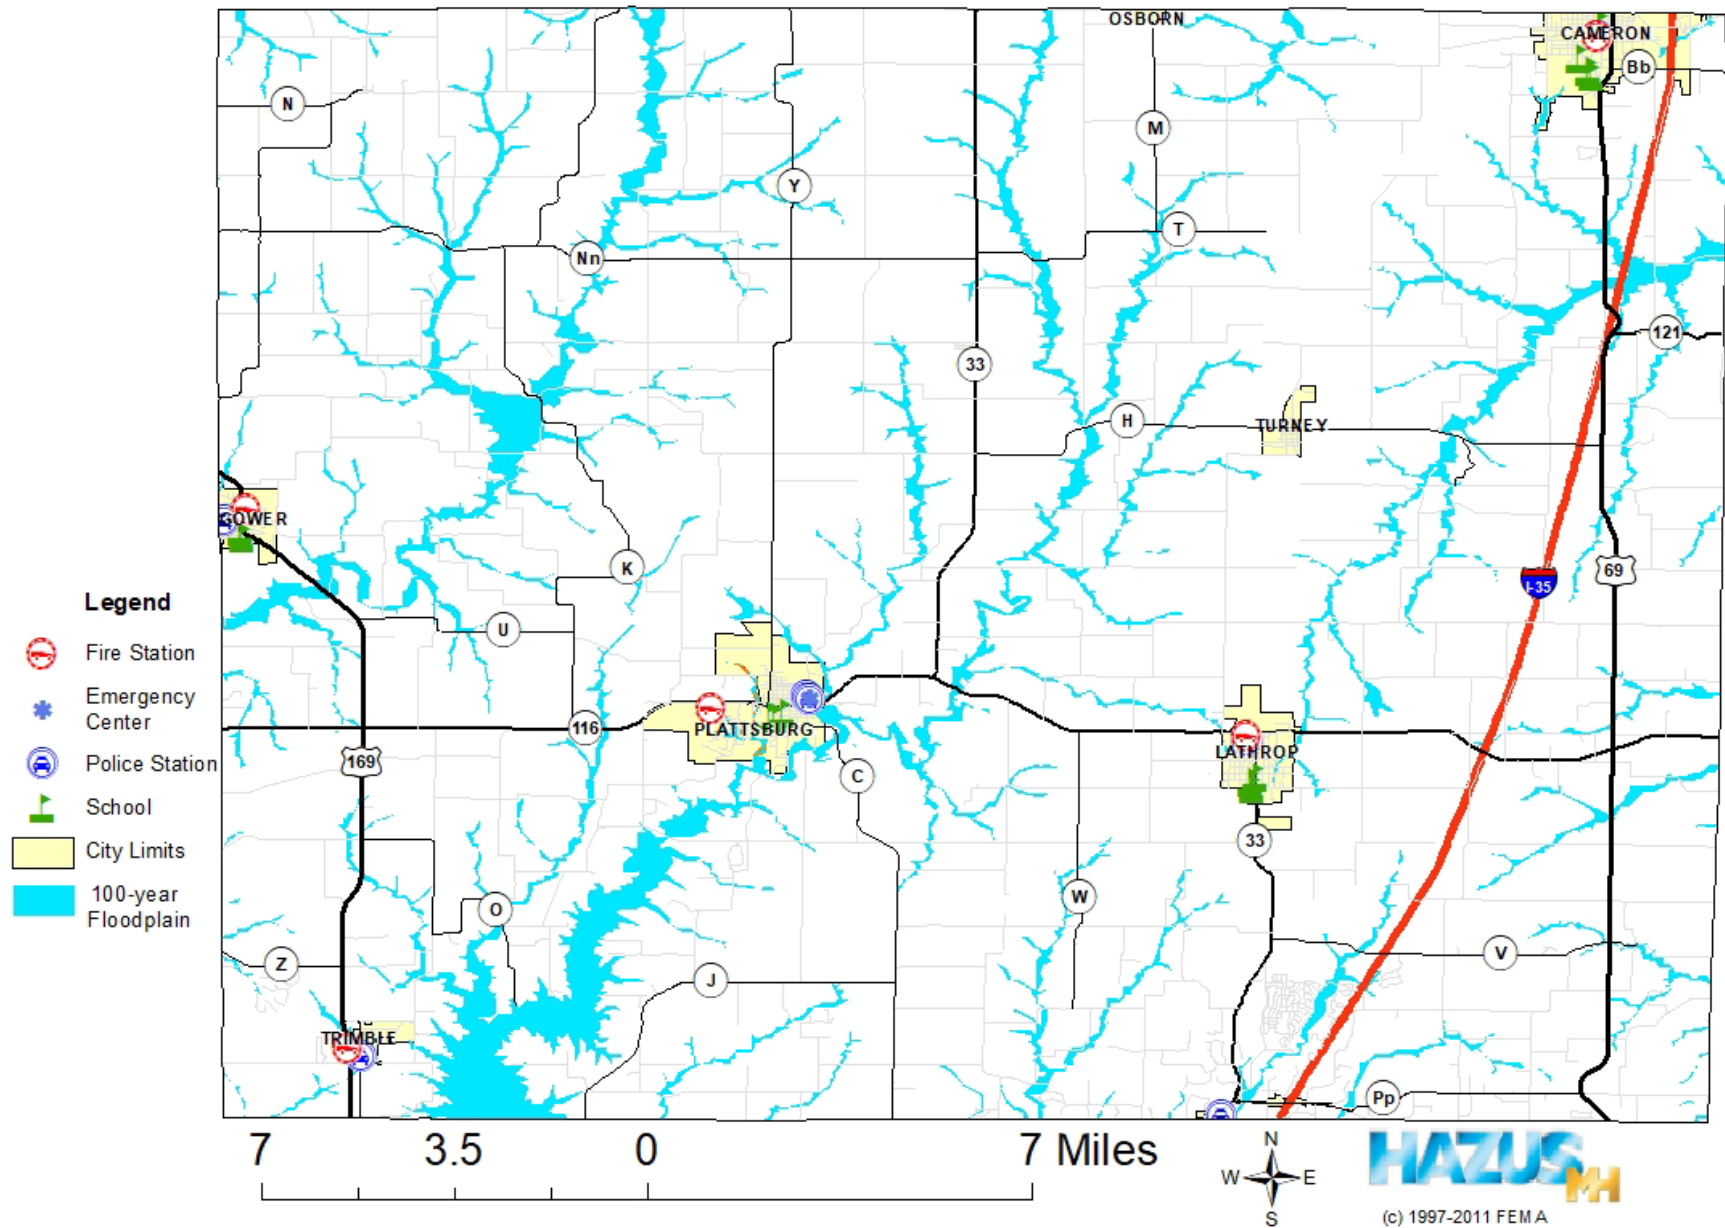 OSBORN
CAMERON
Bb
N
M
Y
T
Nn
121
33
H
TURNEY
GOWER
K
I-35
69
Legend
U
Fire Station
Emergency
Center
116
PLATTSBURG
LATHROP
169
Police Station
C
School
33
City Limits
100-year
Floodplain
W
O
Z
V
J
TRIMBLE
Pp
7 3.5 0 7 Miles
N
W E
S
HAZUS
MH
(c) 1997-2011 FEMA